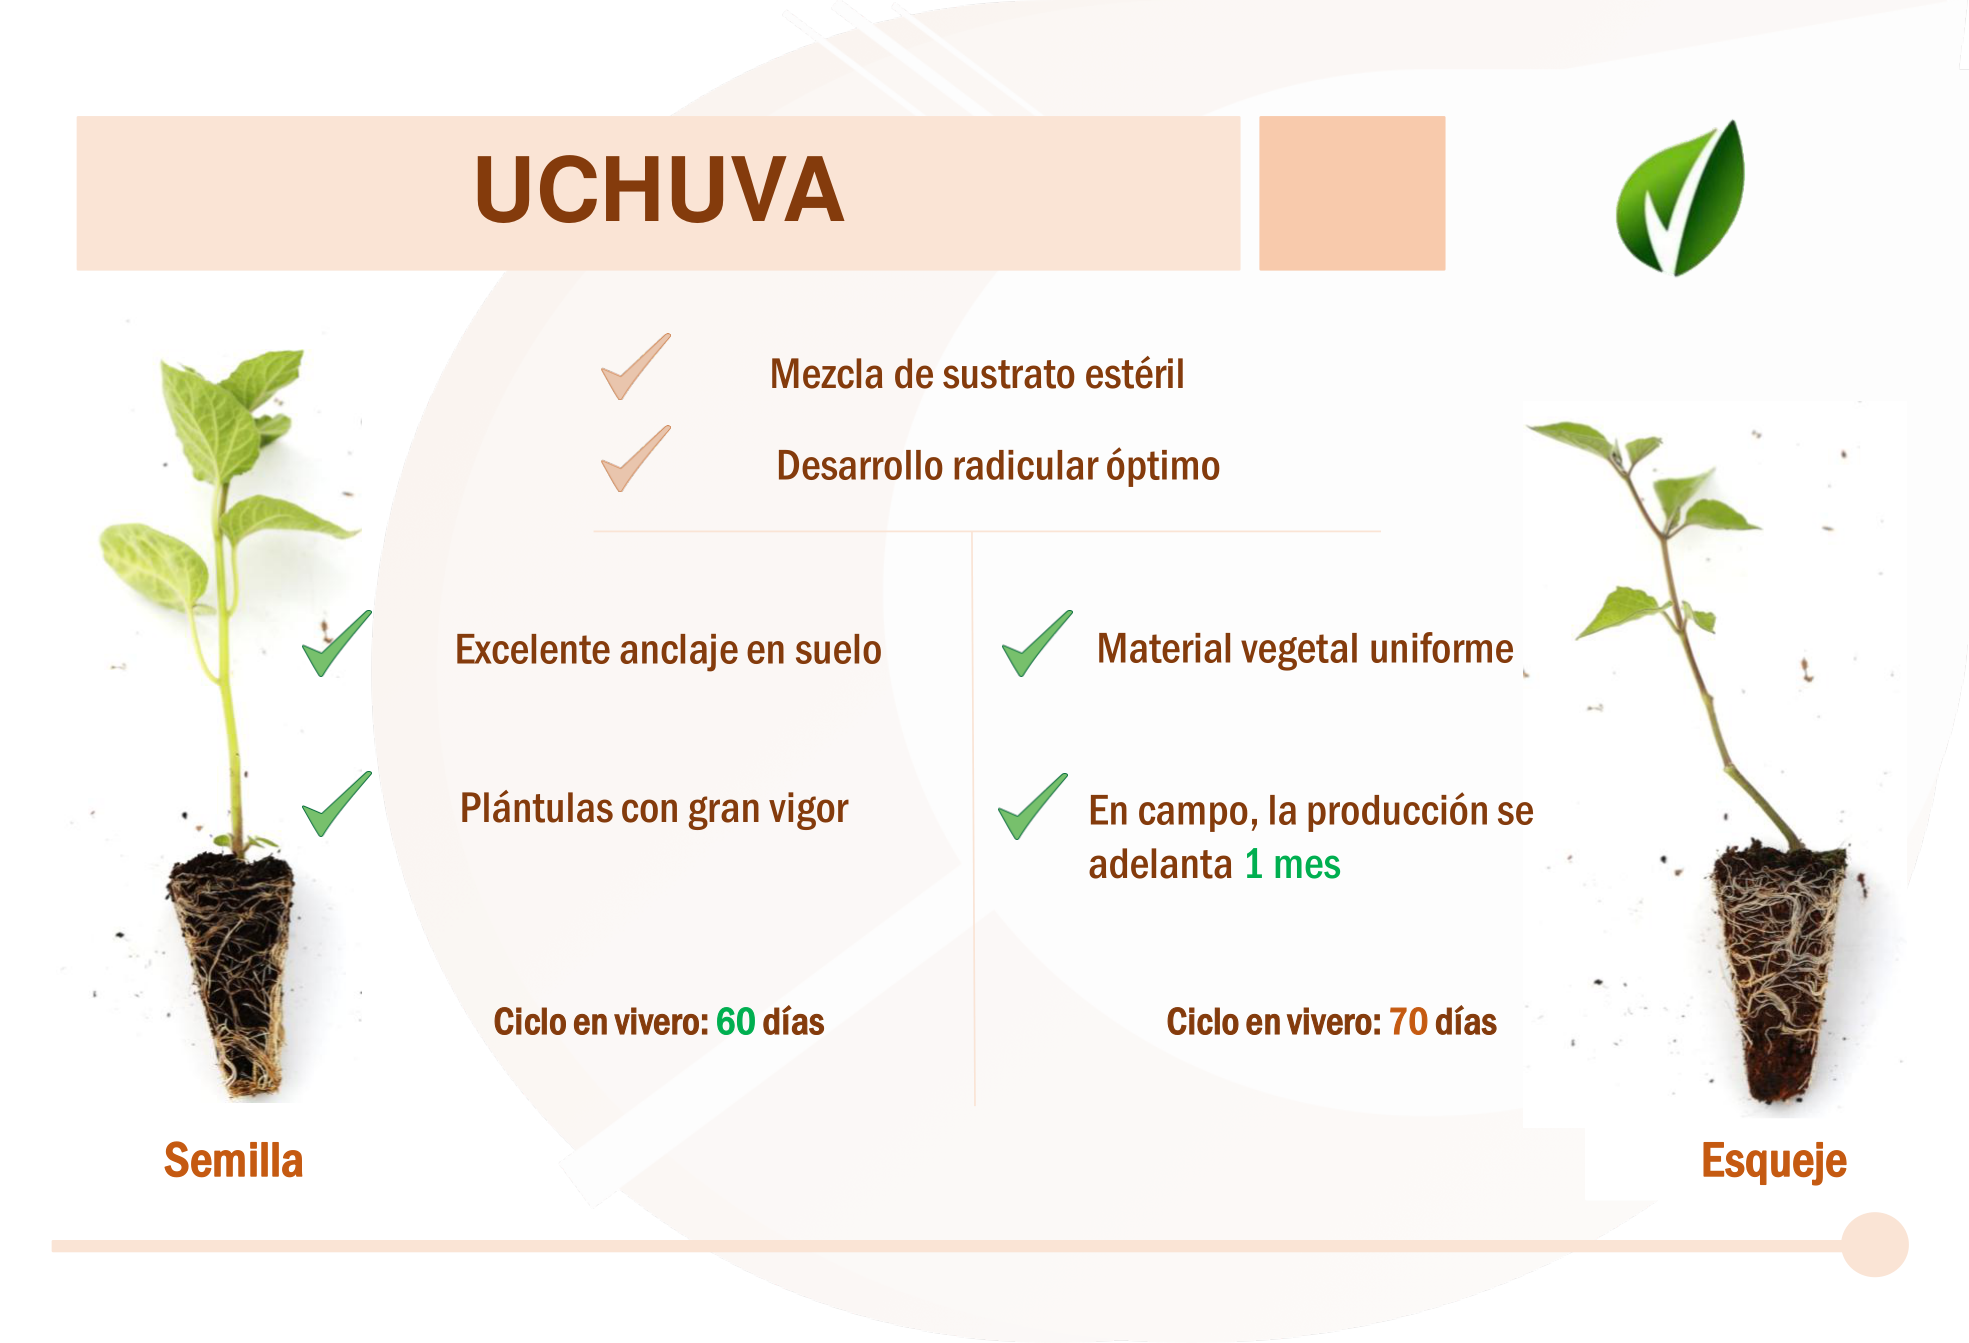 UCHUVA
Mezcla de sustrato estéril
Desarrollo radicular óptimo
Excelente anclaje en suelo
Plántulas con gran vigor
Ciclo en vivero: 60 días
Semilla
Material vegetal uniforme
En campo, la producción se
adelanta 1 mes
Ciclo en vivero: 70 días
Esqueje